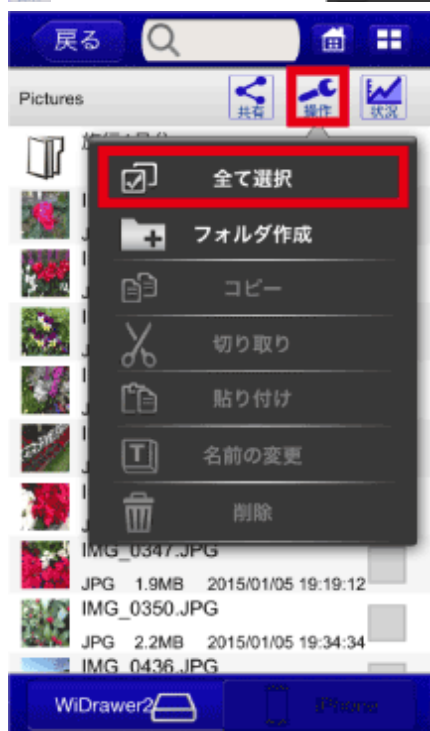 戻る
Pictures
共有
操作
状況
全て選択
フォルダ作成
コピー
切り取り
貼り付け
名前の変更
削除
IMG_0347.JPG
JPG 1.9MB 2015/01/05 19:19:12
IMG_0350.JPG
JPG 2.2MB 2015/01/05 19:34:34
IMG_0436.JPG
WiDrawer2